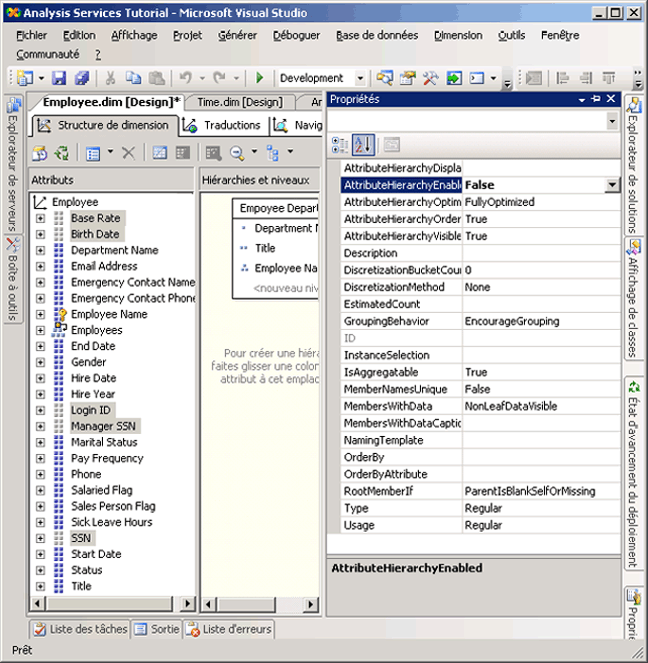 Analysis Services Tutorial - Microsoft Visual Studio
Fichier Edition Affichage Projet Générer Déboguer Base de données Dimension Outils Fenêtre
Communauté ?
Development
Employee.dim [Design]* Time.dim [Design] Ar
Structure de dimension Traductions Navig
Attributs
Employee
Base Rate
Birth Date
Department Name
Email Address
Emergency Contact Name
Emergency Contact Phone
Employee Name
Employees
End Date
Gender
Hire Date
Hire Year
Login ID
Manager SSN
Marital Status
Pay Frequency
Phone
Salaried Flag
Sales Person Flag
Sick Leave Hours
SSN
Start Date
Status
Title
Hiérarchies et niveaux
Empoyee Depar
Department N
Title
Employee Na
<nouveau niv
Pour créer une hiéra
faites glisser une colon
attribut à cet emplac
Propriétés
AttributeHierarchyDispla
AttributeHierarchyEnabl False
AttributeHierarchyOptim FullyOptimized
AttributeHierarchyOrder True
AttributeHierarchyVisible True
Description
DiscretizationBucketCour 0
DiscretizationMethod None
EstimatedCount
GroupingBehavior EncourageGrouping
ID
InstanceSelection
IsAggregatable True
MemberNamesUnique False
MembersWithData NonLeafDataVisible
MembersWithDataCaptic
NamingTemplate
OrderBy
OrderByAttribute
RootMemberIf ParentIsBlankSelfOrMissing
Type Regular
Usage Regular
AttributeHierarchyEnabled
Explorateur de serveurs
Boîte à outils
Explorateur de solutions
Affichage de classes
État d'avancement du déploiement
Proprié
Liste des tâches Sortie Liste d'erreurs
Prêt